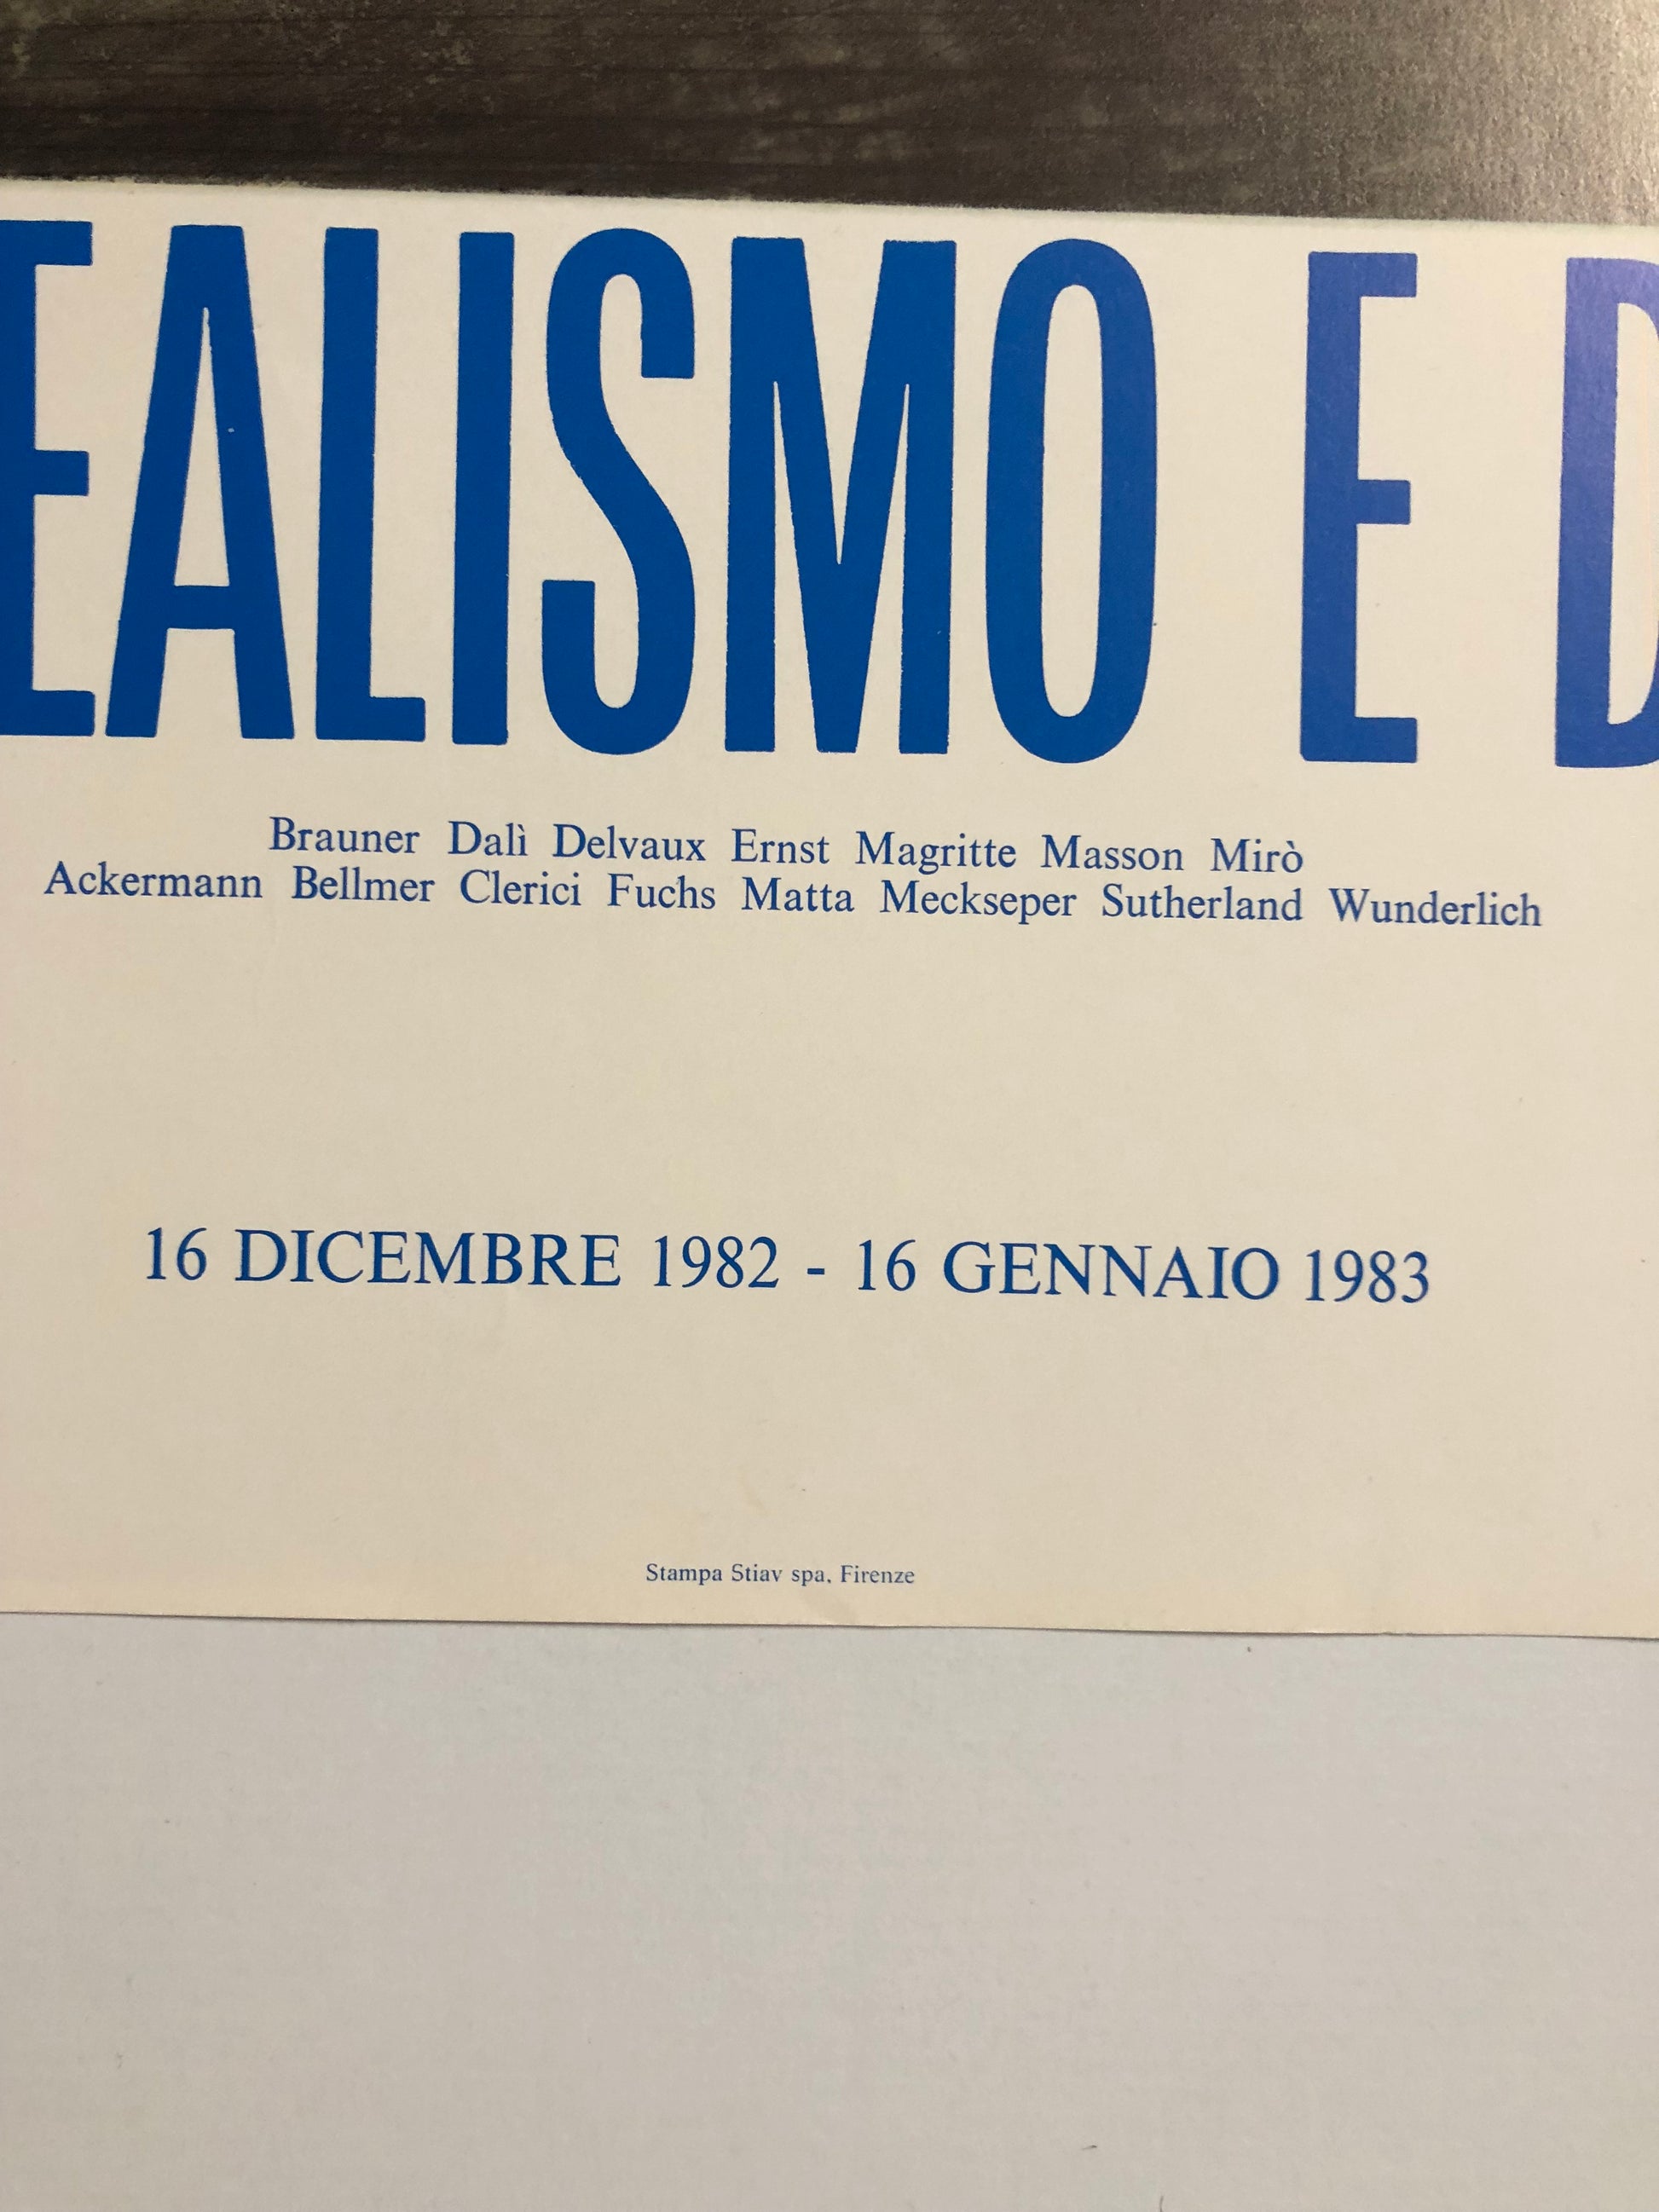 EALISMO E D
Brauner Dalì Delvaux Ernst Magritte Masson Mirò
Ackermann Bellmer Clerici Fuchs Matta Meckseper Sutherland Wunderlich
16 DICEMBRE 1982 - 16 GENNAIO 1983
Stampa Stiav spa, Firenze